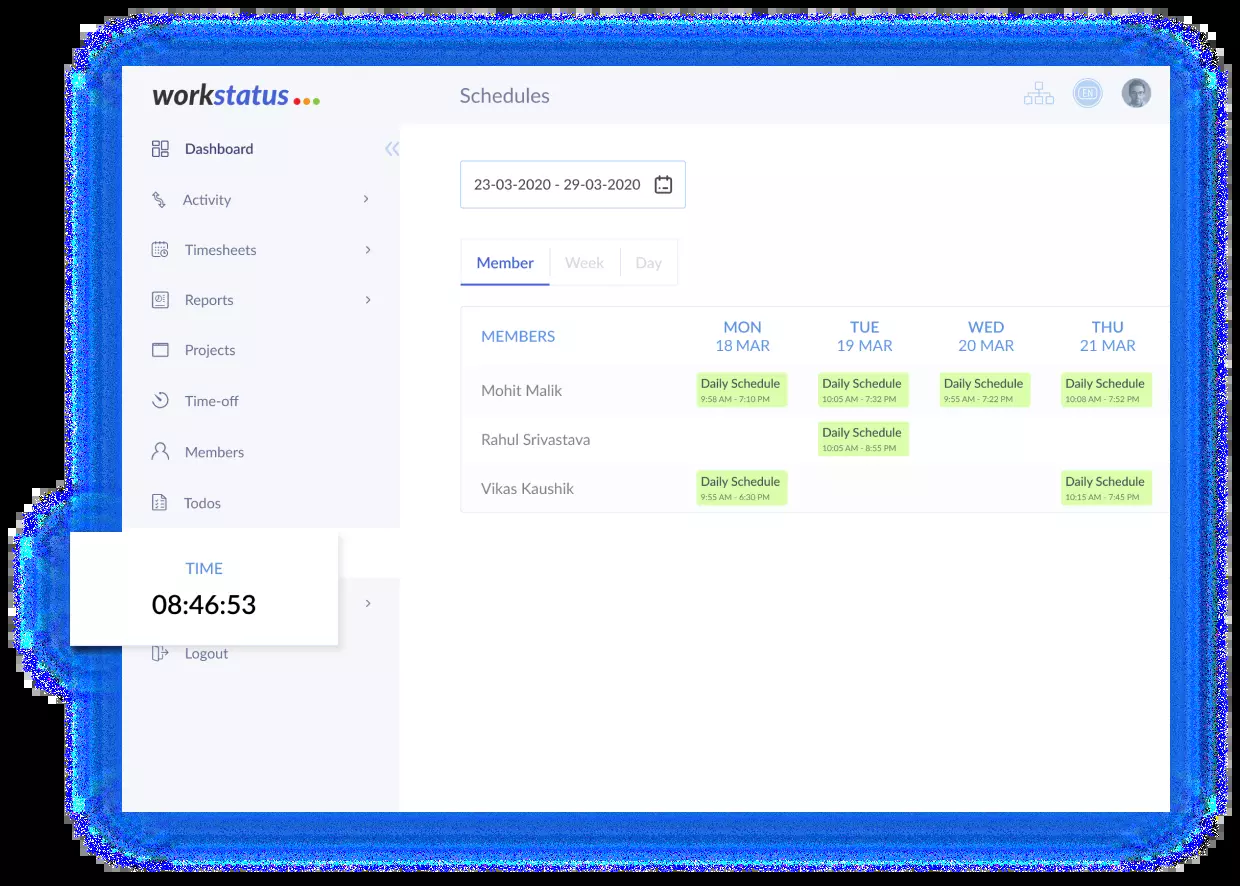 workstatus
Schedules
EN
Dashboard
Activity
Timesheets
Reports
Projects
Time-off
Members
Todos
TIME
08:46:53
Logout
23-03-2020 - 29-03-2020
Member Week Day
MEMBERS
MON TUE WED THU
18 MAR 19 MAR 20 MAR 21 MAR
Mohit Malik
Daily Schedule Daily Schedule Daily Schedule Daily Schedule
9:58 AM - 7:10 PM 10:05 AM - 7:32 PM 9:55 AM - 7:22 PM 10:08 AM - 7:52 PM
Rahul Srivastava
Daily Schedule
10:05 AM - 8:55 PM
Vikas Kaushik
Daily Schedule Daily Schedule
9:55 AM - 6:30 PM 10:15 AM - 7:45 PM